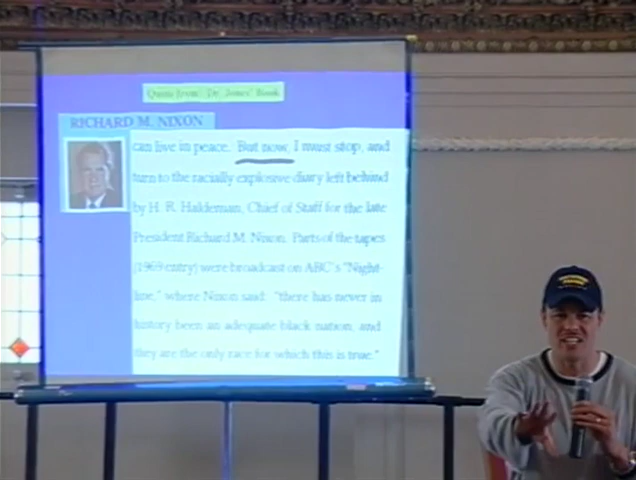 Quote from Dr. Jones' Book
RICHARD M. NIXON
can live in peace. But now, I must stop, and
turn to the racially explosive diary left behind
by H. R. Haldeman, Chief of Staff for the late
President Richard M. Nixon. Parts of the tapes
(1969 entry) were broadcast on ABC's "Night-
line," where Nixon said: "there has never in
history been an adequate black nation, and
they are the only race for which this is true."